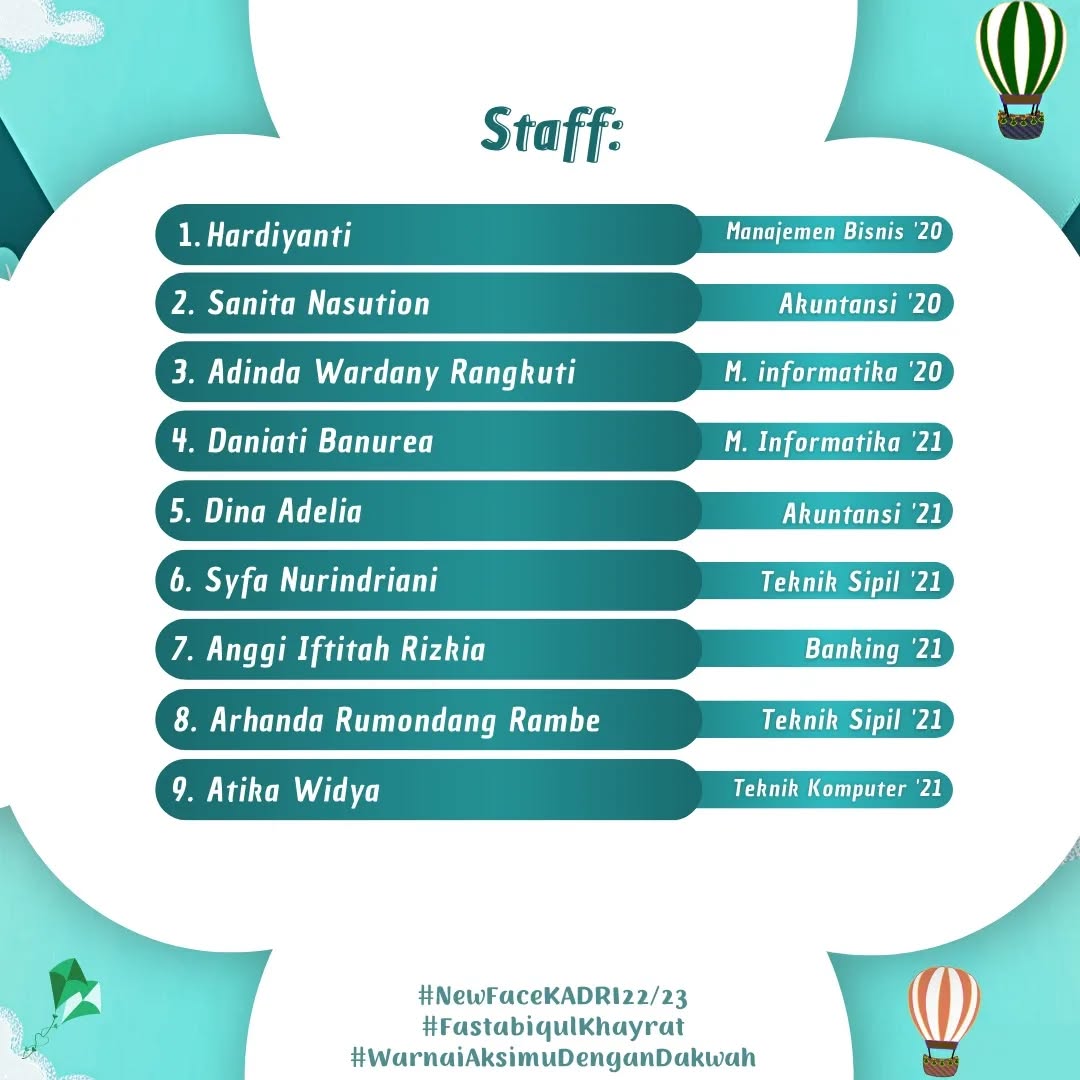 Staff:
1. Hardiyanti Manajemen Bisnis '20
2. Sanita Nasution Akuntansi '20
3. Adinda Wardany Rangkuti M. informatika '20
4. Daniati Banurea M. Informatika '21
5. Dina Adelia Akuntansi '21
6. Syfa Nurindriani Teknik Sipil '21
7. Anggi Iftitah Rizkia Banking '21
8. Arhanda Rumondang Rambe Teknik Sipil '21
9. Atika Widya Teknik Komputer '21
#NewFaceKADRI22/23
#FastabiqulKhayrat
#WarnaiAksimuDenganDakwah